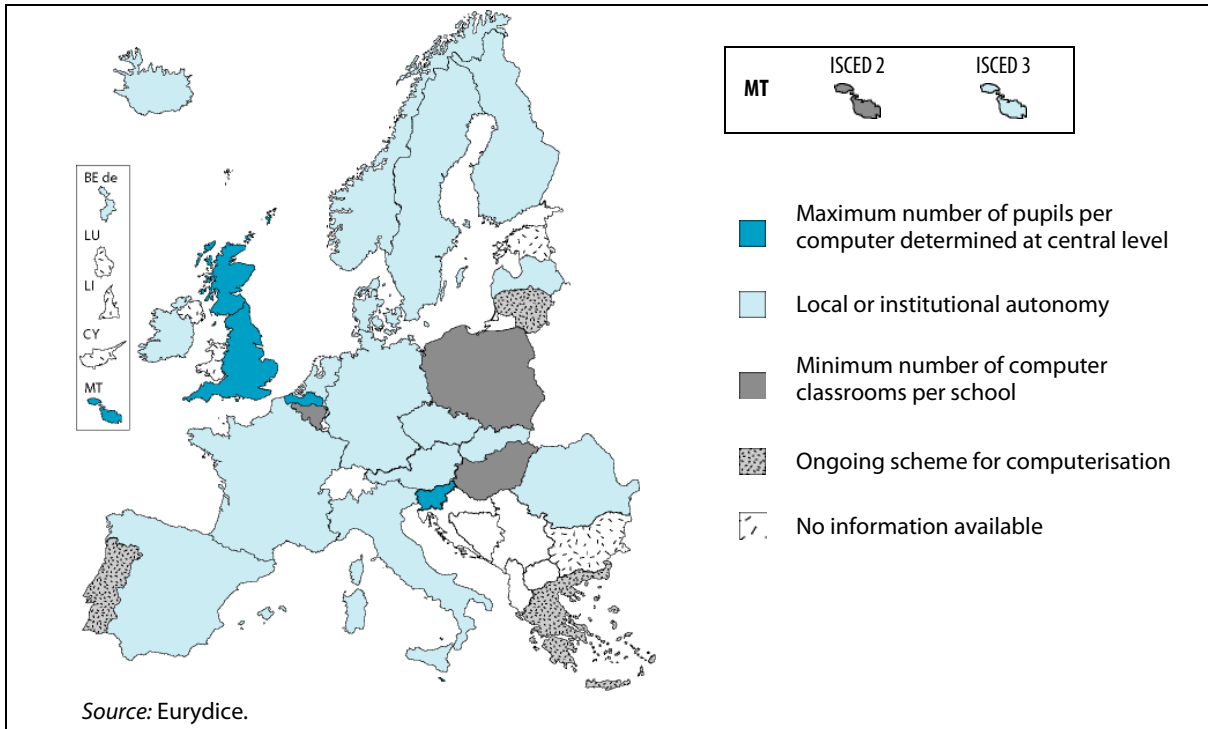 ISCED 2 ISCED 3
MT
BE de
LU
LI
CY
MT
Maximum number of pupils per
computer determined at central level
Local or institutional autonomy
Minimum number of computer
classrooms per school
Ongoing scheme for computerisation
No information available
Source: Eurydice.